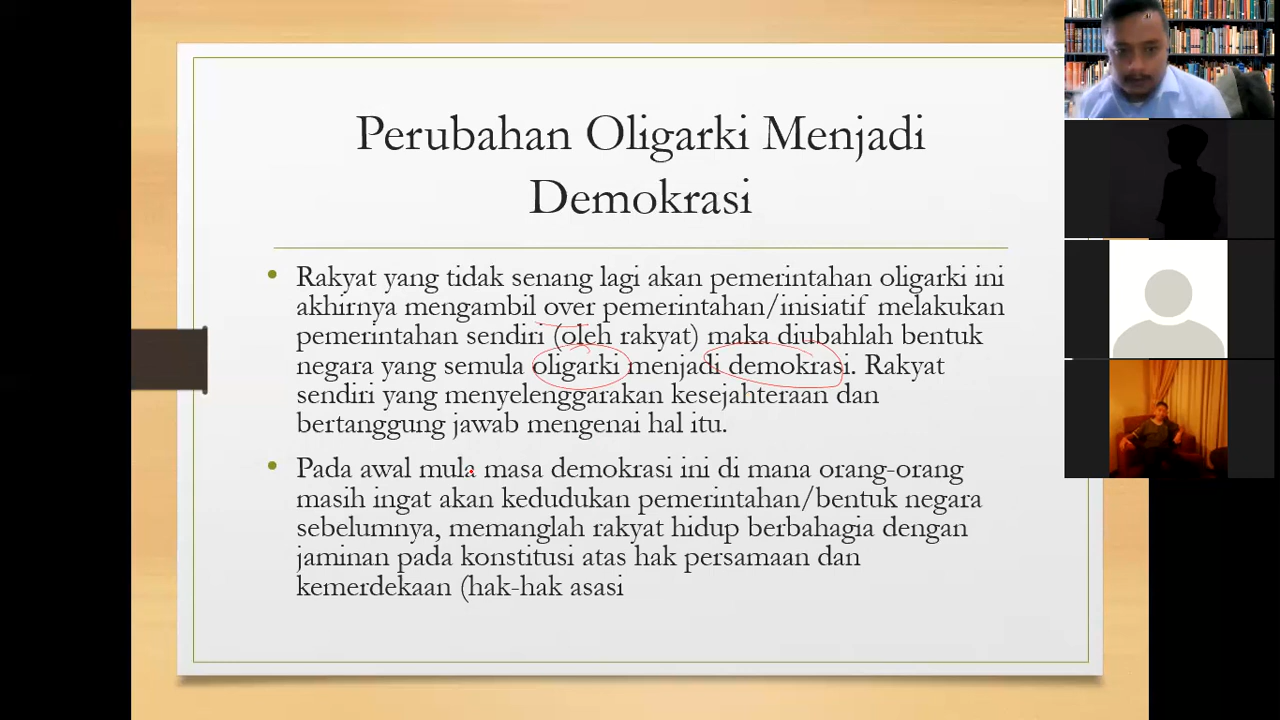 Perubahan Oligarki Menjadi
Demokrasi
• Rakyat yang tidak senang lagi akan pemerintahan oligarki ini
akhirnya mengambil over pemerintahan/inisiatif melakukan
pemerintahan sendiri (oleh rakyat) maka diubahlah bentuk
negara yang semula oligarki menjadi demokrasi. Rakyat
sendiri yang menyelenggarakan kesejahteraan dan
bertanggung jawab mengenai hal itu.
• Pada awal mula masa demokrasi ini di mana orang-orang
masih ingat akan kedudukan pemerintahan/bentuk negara
sebelumnya, memanglah rakyat hidup berbahagia dengan
jaminan pada konstitusi atas hak persamaan dan
kemerdekaan (hak-hak asasi